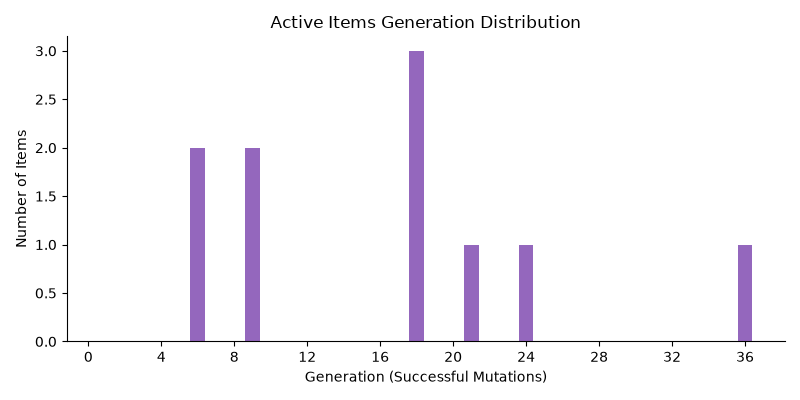 Active Items Generation Distribution
3.0
2.5
2.0
1.5
1.0
0.5
0.0
Number of Items
0 4 8 12 16 20 24 28 32 36
Generation (Successful Mutations)